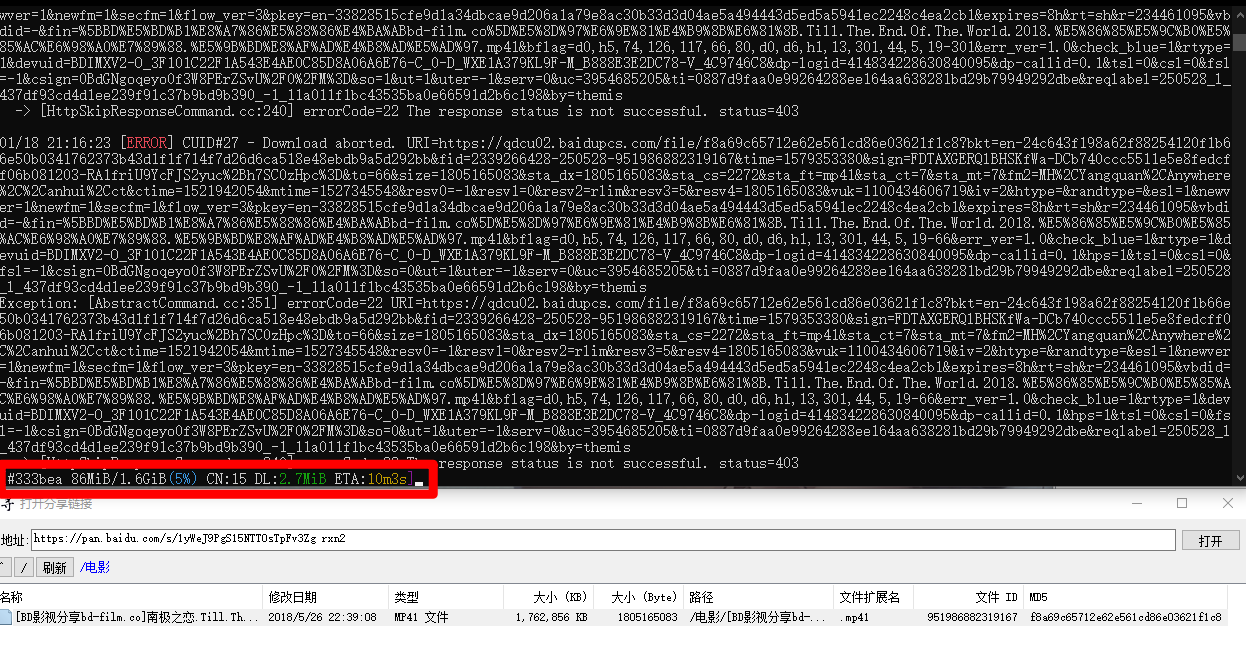 wver=1&newfm=1&secfm=1&flow_ver=3&pkey=en-33828515cfe9d1a34dbcae9d206a1a79e8ac30b33d3d04ae5a494443d5ed5a5941ec2248c4ea2cb1&expires=8h&rt=sh&r=234461095&vb
did=-&fin=%5BBD%E5%BD%B1%E8%A7%86%E5%88%86%E4%BA%ABbd-film.co%5D%E5%8D%97%E6%9E%81%E4%B9%8B%E6%81%8B.Till.The.End.Of.The.World.2018.%E5%86%85%E5%9C%B0%E5%
85%AC%E6%98%A0%E7%89%88.%E5%9B%BD%E8%AF%AD%E4%B8%AD%E5%AD%97.mp41&bflag=d0,h5,74,126,117,66,80,d0,d6,h1,13,301,44,5,19-301&err_ver=1.0&check_blue=1&rtype=
1&devuid=BDIMXV2-O_3F101C22F1A543E4AE0C85D8A06A6E76-C_0-D_WXE1A379KL9F-M_B888E3E2DC78-V_4C9746C8&dp-logid=414834228630840095&dp-callid=0.1&tsl=0&csl=0&fsl
=-1&csign=0BdGNgoqeyo0f3W8PErZSvU%2F0%2FM%3D&so=1&ut=1&uter=-1&serv=0&uc=3954685205&ti=0887d9faa0e99264288ee164aa638281bd29b79949292dbe&reqlabel=250528_1_
437df93cd4d1ee239f91c37b9bd9b390_-1_11a011f1bc43535ba0e66591d2b6c198&by=themis
-> [HttpSkipResponseCommand.cc:240] errorCode=22 The response status is not successful. status=403
01/18 21:16:23 [ERROR] CUID#27 - Download aborted. URI=https://qdcu02.baidupcs.com/file/f8a69c65712e62e561cd86e03621f1c8?bkt=en-24c643f198a62f88254120f1b6
6e50b0341762373b43d1f1f714f7d26d6ca518e48ebdb9a5d292bb&fid=2339266428-250528-951986882319167&time=1579353380&sign=FDTAXGERQlBHSKfWa-DCb740ccc5511e5e8fedcf
f06b081203-RA1friU9YcFJS2yuc%2Bh7SC0zHpc%3D&to=66&size=1805165083&sta_dx=1805165083&sta_cs=2272&sta_ft=mp41&sta_ct=7&sta_mt=7&fm2=MH%2CYangquan%2CAnywhere
%2C%2Canhui%2Cct&ctime=1521942054&mtime=1527345548&resv0=-1&resv1=0&resv2=rlim&resv3=5&resv4=1805165083&vuk=1100434606719&iv=2&htype=&randtype=&esl=1&newv
er=1&newfm=1&secfm=1&flow_ver=3&pkey=en-33828515cfe9d1a34dbcae9d206a1a79e8ac30b33d3d04ae5a494443d5ed5a5941ec2248c4ea2cb1&expires=8h&rt=sh&r=234461095&vbdi
d=-&fin=%5BBD%E5%BD%B1%E8%A7%86%E5%88%86%E4%BA%ABbd-film.co%5D%E5%8D%97%E6%9E%81%E4%B9%8B%E6%81%8B.Till.The.End.Of.The.World.2018.%E5%86%85%E5%9C%B0%E5%85
%AC%E6%98%A0%E7%89%88.%E5%9B%BD%E8%AF%AD%E4%B8%AD%E5%AD%97.mp41&bflag=d0,h5,74,126,117,66,80,d0,d6,h1,13,301,44,5,19-66&err_ver=1.0&check_blue=1&rtype=1&d
evuid=BDIMXV2-O_3F101C22F1A543E4AE0C85D8A06A6E76-C_0-D_WXE1A379KL9F-M_B888E3E2DC78-V_4C9746C8&dp-logid=414834228630840095&dp-callid=0.1&hps=1&tsl=0&csl=0&
fsl=-1&csign=0BdGNgoqeyo0f3W8PErZSvU%2F0%2FM%3D&so=0&ut=1&uter=-1&serv=0&uc=3954685205&ti=0887d9faa0e99264288ee164aa638281bd29b79949292dbe&reqlabel=250528
_1_437df93cd4d1ee239f91c37b9bd9b390_-1_11a011f1bc43535ba0e66591d2b6c198&by=themis
Exception: [AbstractCommand.cc:351] errorCode=22 URI=https://qdcu02.baidupcs.com/file/f8a69c65712e62e561cd86e03621f1c8?bkt=en-24c643f198a62f88254120f1b66e
50b0341762373b43d1f1f714f7d26d6ca518e48ebdb9a5d292bb&fid=2339266428-250528-951986882319167&time=1579353380&sign=FDTAXGERQlBHSKfWa-DCb740ccc5511e5e8fedcff0
6b081203-RA1friU9YcFJS2yuc%2Bh7SC0zHpc%3D&to=66&size=1805165083&sta_dx=1805165083&sta_cs=2272&sta_ft=mp41&sta_ct=7&sta_mt=7&fm2=MH%2CYangquan%2CAnywhere%2
C%2Canhui%2Cct&ctime=1521942054&mtime=1527345548&resv0=-1&resv1=0&resv2=rlim&resv3=5&resv4=1805165083&vuk=1100434606719&iv=2&htype=&randtype=&esl=1&newver
=1&newfm=1&secfm=1&flow_ver=3&pkey=en-33828515cfe9d1a34dbcae9d206a1a79e8ac30b33d3d04ae5a494443d5ed5a5941ec2248c4ea2cb1&expires=8h&rt=sh&r=234461095&vbdid=
-&fin=%5BBD%E5%BD%B1%E8%A7%86%E5%88%86%E4%BA%ABbd-film.co%5D%E5%8D%97%E6%9E%81%E4%B9%8B%E6%81%8B.Till.The.End.Of.The.World.2018.%E5%86%85%E5%9C%B0%E5%85%A
C%E6%98%A0%E7%89%88.%E5%9B%BD%E8%AF%AD%E4%B8%AD%E5%AD%97.mp41&bflag=d0,h5,74,126,117,66,80,d0,d6,h1,13,301,44,5,19-66&err_ver=1.0&check_blue=1&rtype=1&dev
uid=BDIMXV2-O_3F101C22F1A543E4AE0C85D8A06A6E76-C_0-D_WXE1A379KL9F-M_B888E3E2DC78-V_4C9746C8&dp-logid=414834228630840095&dp-callid=0.1&hps=1&tsl=0&csl=0&fs
l=-1&csign=0BdGNgoqeyo0f3W8PErZSvU%2F0%2FM%3D&so=0&ut=1&uter=-1&serv=0&uc=3954685205&ti=0887d9faa0e99264288ee164aa638281bd29b79949292dbe&reqlabel=250528_1
_437df93cd4d1ee239f91c37b9bd9b390_-1_11a011f1bc43535ba0e66591d2b6c198&by=themis
response status is not successful. status=403
#333bea 86MiB/1.6GiB(5%) CN:15 DL:2.7MiB ETA:10m3s]
打开分享链接
地址: https://pan.baidu.com/s/1yWeJ9PgS15NTTOsTpFv3Zg rxn2 打开
/ 刷新 /电影
名称 修改日期 类型 大小 (KB) 大小 (Byte) 路径 文件扩展名 文件 ID MD5
[BD影视分享bd-film.co]南极之恋.Till.Th... 2018/5/26 22:39:08 MP41 文件 1,762,856 KB 1805165083 /电影/[BD影视分享bd-... .mp41 951986882319167 f8a69c65712e62e561cd86e03621f1c8